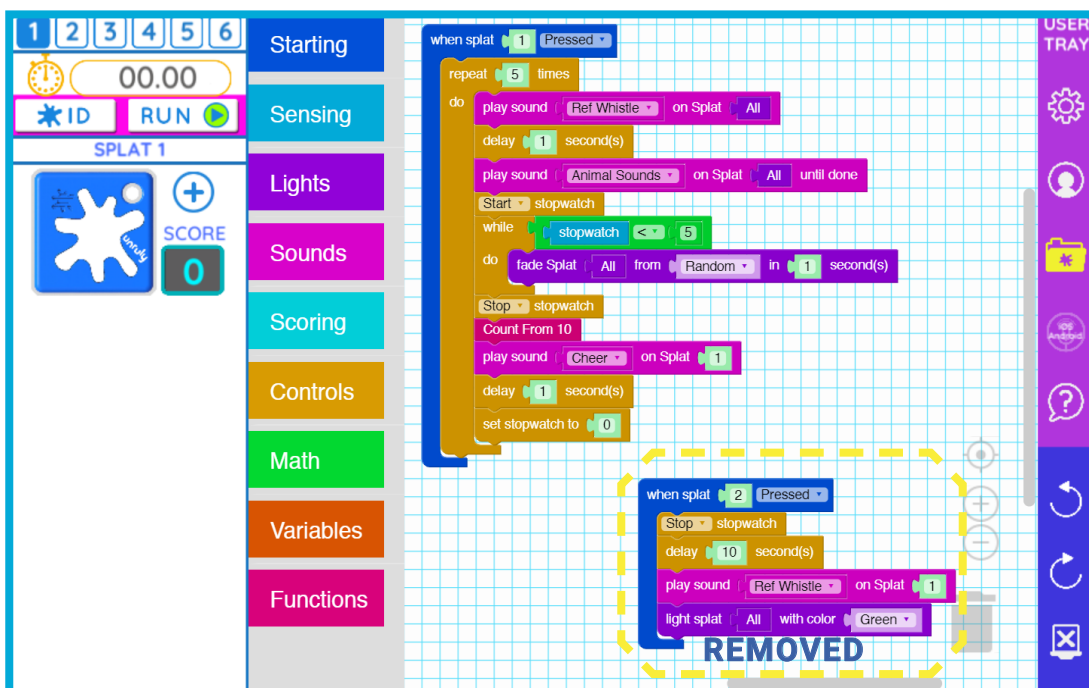 1 2 3 4 5 6
00.00
ID RUN
SPLAT 1
unruly
SCORE
0
Starting
Sensing
Lights
Sounds
Scoring
Controls
Math
Variables
Functions
when splat 1 Pressed
repeat 5 times
do play sound Ref Whistle on Splat All
delay 1 second(s)
play sound Animal Sounds on Splat All until done
Start stopwatch
while stopwatch < 5
do fade Splat All from Random in 1 second(s)
Stop stopwatch
Count From 10
play sound Cheer on Splat 1
delay 1 second(s)
set stopwatch to 0
when splat 2 Pressed
Stop stopwatch
delay 10 second(s)
play sound Ref Whistle on Splat 1
light splat All with color Green
REMOVED
USER
TRAY
iOS
Android